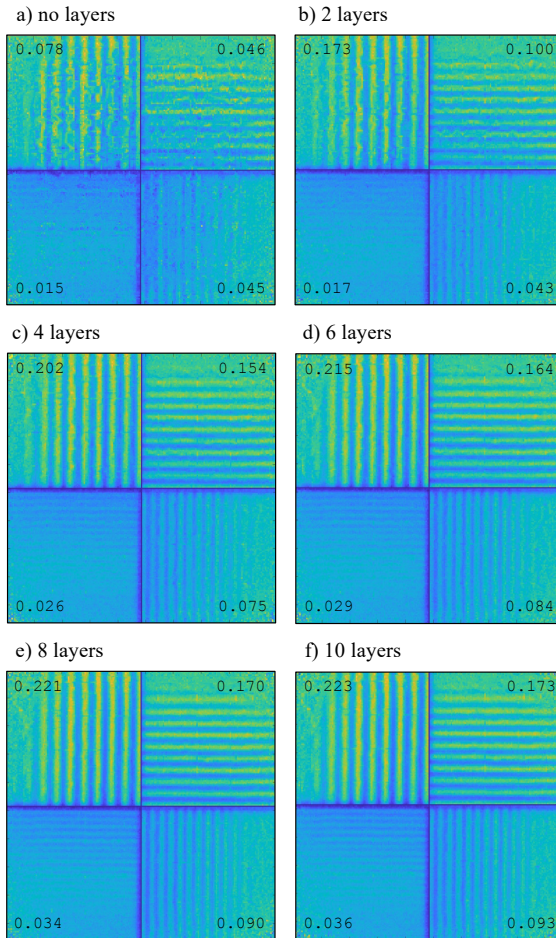 a) no layers
b) 2 layers
0.078 0.046
0.173 0.100
0.015 0.045
0.017 0.043
c) 4 layers
d) 6 layers
0.202 0.154
0.215 0.164
0.026 0.075
0.029 0.084
e) 8 layers
f) 10 layers
0.221 0.170
0.223 0.173
0.034 0.090
0.036 0.093